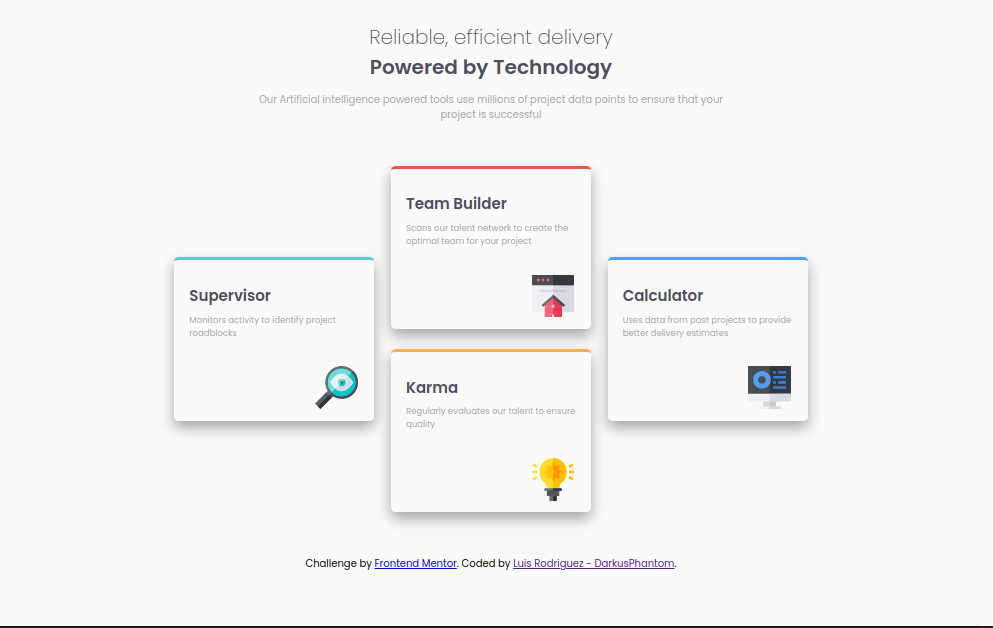 Reliable, efficient delivery
Powered by Technology
Our Artificial intelligence powered tools use millions of project data points to ensure that your
project is successful
Team Builder
Scans our talent network to create the
optimal team for your project
Supervisor
Monitors activity to identify project
roadblocks
Calculator
Uses data from past projects to provide
better delivery estimates
Karma
Regularly evaluates our talent to ensure
quality
Challenge by Frontend Mentor. Coded by Luis Rodriguez - DarkusPhantom.